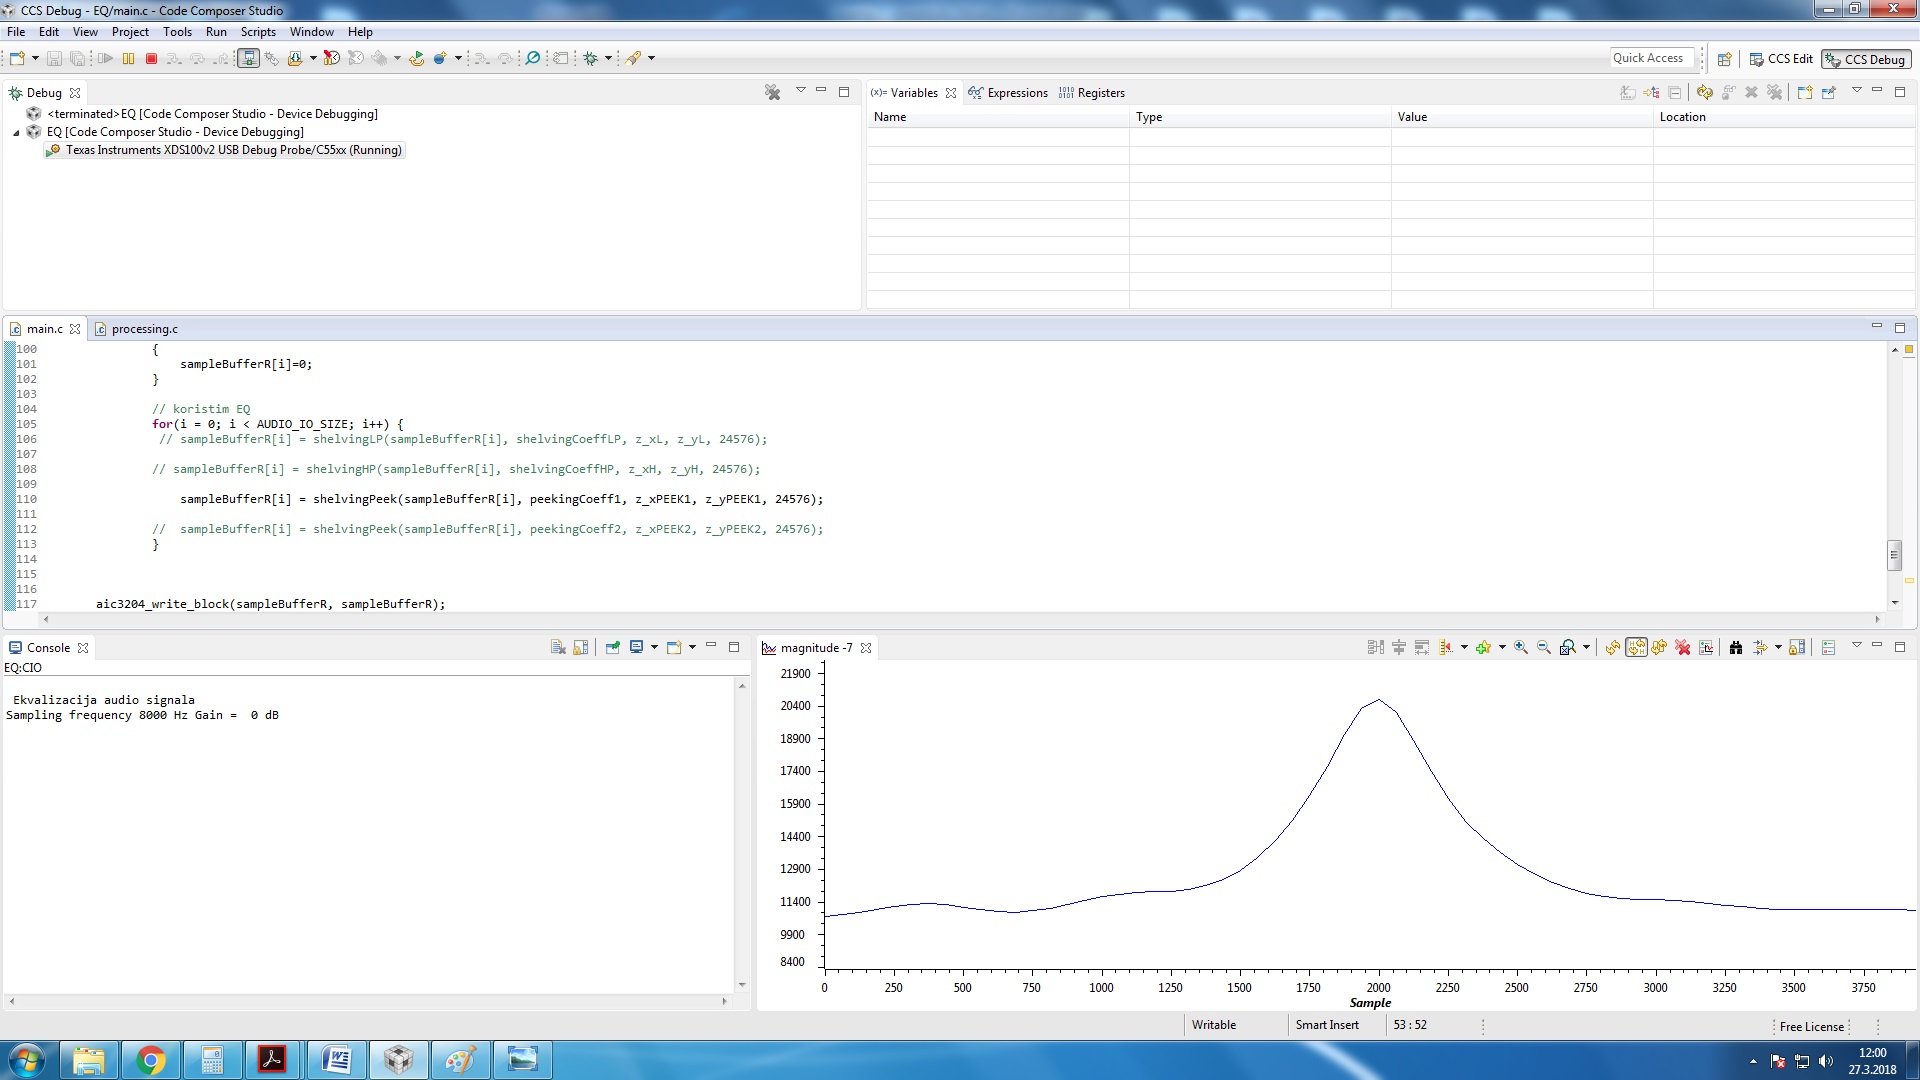 CCS Debug - EQ/main.c - Code Composer Studio
File Edit View Project Tools Run Scripts Window Help
Quick Access CCS Edit CCS Debug
Debug
<terminated>EQ [Code Composer Studio - Device Debugging]
EQ [Code Composer Studio - Device Debugging]
Texas Instruments XDS100v2 USB Debug Probe/C55xx (Running)
(x)= Variables Expressions Registers
Name Type Value Location
main.c processing.c
100 {
101 sampleBufferR[i]=0;
102 }
103
104 // koristim EQ
105 for(i = 0; i < AUDIO_IO_SIZE; i++) {
106 // sampleBufferR[i] = shelvingLP(sampleBufferR[i], shelvingCoeffLP, z_xL, z_yL, 24576);
107
108 // sampleBufferR[i] = shelvingHP(sampleBufferR[i], shelvingCoeffHP, z_xH, z_yH, 24576);
109
110 sampleBufferR[i] = shelvingPeek(sampleBufferR[i], peekingCoeff1, z_xPEEK1, z_yPEEK1, 24576);
111
112 // sampleBufferR[i] = shelvingPeek(sampleBufferR[i], peekingCoeff2, z_xPEEK2, z_yPEEK2, 24576);
113 }
114
115
116
117 aic3204_write_block(sampleBufferR, sampleBufferR);
Console
EQ:CIO
Ekvalizacija audio signala
Sampling frequency 8000 Hz Gain = 0 dB
magnitude -7
21900
20400
18900
17400
15900
14400
12900
11400
9900
8400
0 250 500 750 1000 1250 1500 1750 2000 2250 2500 2750 3000 3250 3500 3750
Sample
Writable Smart Insert 53 : 52 Free License
12:00
27.3.2018